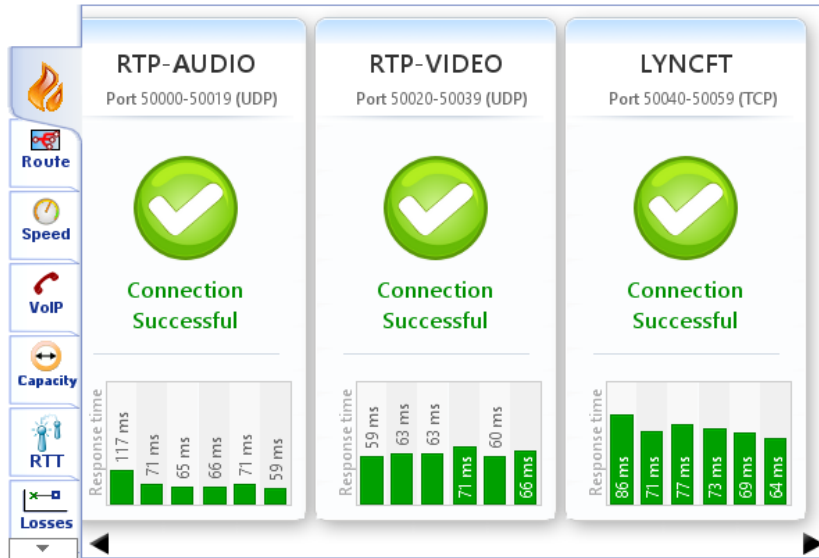 Route
Speed
VoIP
Capacity
RTT
Losses
RTP-AUDIO
Port 50000-50019 (UDP)
Connection
Successful
Response time
117 ms
71 ms
65 ms
66 ms
71 ms
59 ms
RTP-VIDEO
Port 50020-50039 (UDP)
Connection
Successful
Response time
59 ms
63 ms
63 ms
71 ms
60 ms
66 ms
LYNCFT
Port 50040-50059 (TCP)
Connection
Successful
Response time
86 ms
71 ms
77 ms
73 ms
69 ms
64 ms